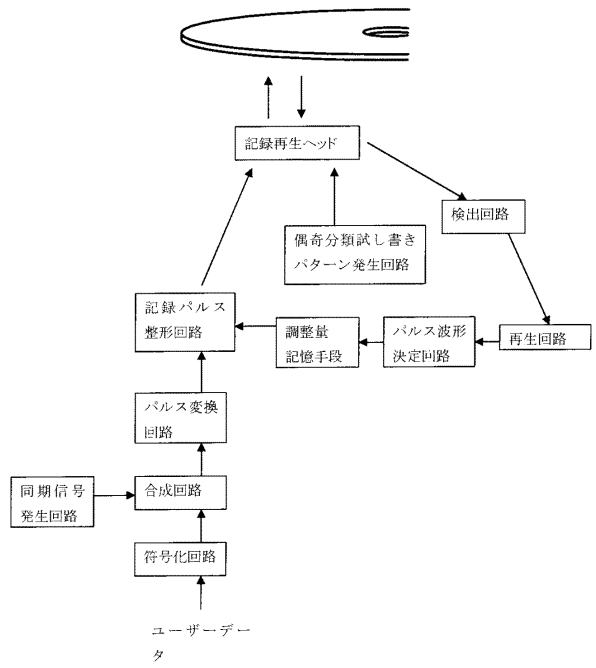 記録再生ヘッド
検出回路
偶奇分類試し書き
パターン発生回路
記録パルス
整形回路
調整量
記憶手段
パルス波形
決定回路
再生回路
パルス変換
回路
同期信号
発生回路
合成回路
符号化回路
ユーザーデー
タ